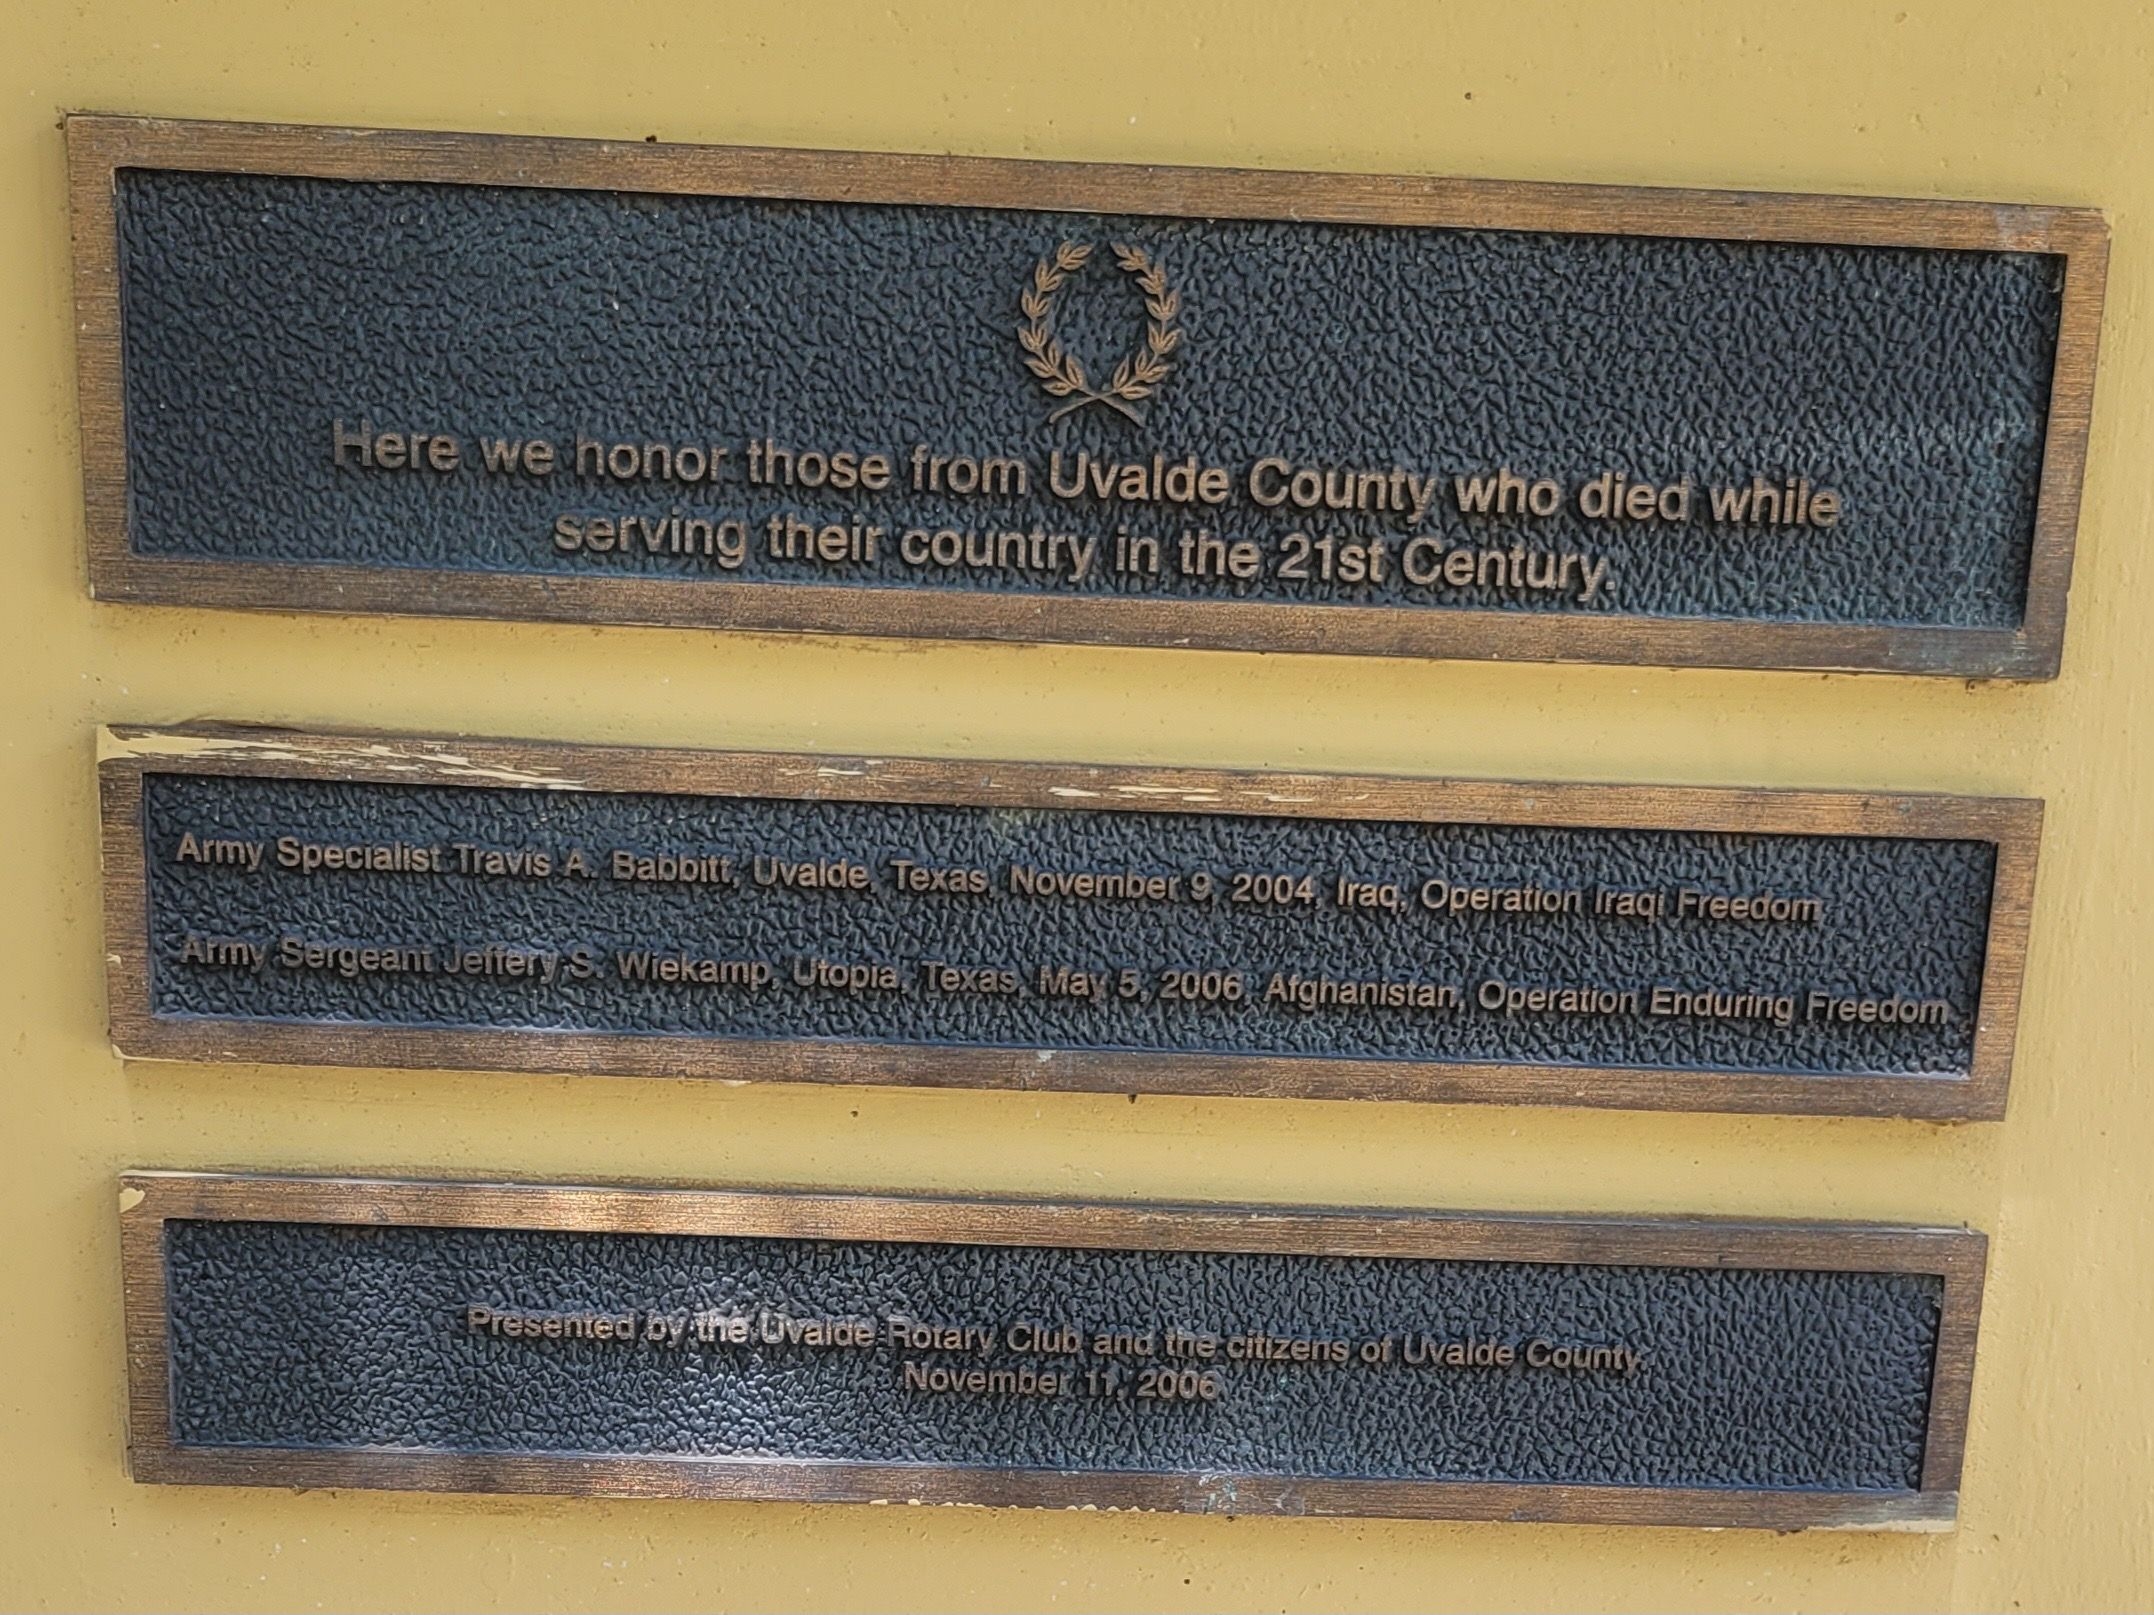 Here we honor those from Uvalde County who died while
serving their country in the 21st Century.
Army Specialist Travis A. Babbitt, Uvalde, Texas, November 9, 2004, Iraq, Operation Iraqi Freedom
Army Sergeant Jeffery S. Wiekamp, Utopia, Texas, May 5, 2006, Afghanistan, Operation Enduring Freedom
Presented by the Uvalde Rotary Club and the citizens of Uvalde County,
November 11, 2006